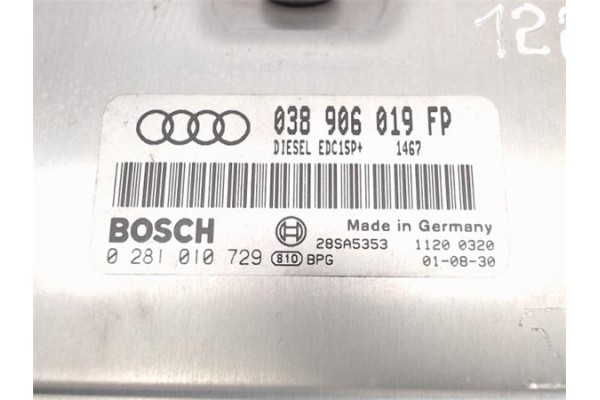 122
038 906 019 FP
DIESEL EDC15P+ 1467
BOSCH
Made in Germany
28SA5353 1120 0320
0 281 010 729 810 BPG 01-08-30